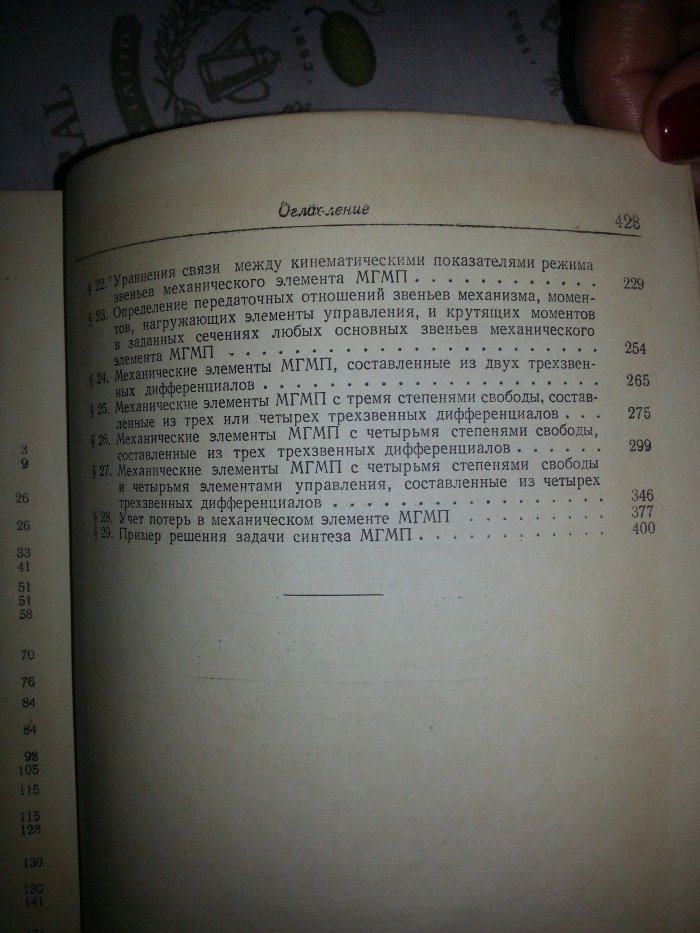 RAL
OLIVE
1983
Оглавление
423
§ 22. Уравнения связи между кинематическими показателями режима
звеньев механического элемента МГМП . . . . . . . . . . . . 229
§ 23. Определение передаточных отношений звеньев механизма, момен-
тов, нагружающих элементы управления, и крутящих моментов
в заданных сечениях любых основных звеньев механического
элемента МГМП . . . . . . . . . . . . . . . . . . . . . 254
§ 24. Механические элементы МГМП, составленные из двух трехзвен-
ных дифференциалов . . . . . . . . . . . . . . . . . . . 265
§ 25. Механические элементы МГМП с тремя степенями свободы, состав-
ленные из трех или четырех трехзвенных дифференциалов . . . 275
§ 26. Механические элементы МГМП с четырьмя степенями свободы,
составленные из трех трехзвенных дифференциалов . . . . . . 299
§ 27. Механические элементы МГМП с четырьмя степенями свободы
и четырьмя элементами управления, составленные из четырех
трехзвенных дифференциалов . . . . . . . . . . . . . . . 346
§ 28. Учет потерь в механическом элементе МГМП . . . . . . . . 377
§ 29. Пример решения задачи синтеза МГМП . . . . . . . . . . . 400
3
9
26
26
33
41
51
51
58
70
76
84
84
98
105
115
115
123
130
130
141